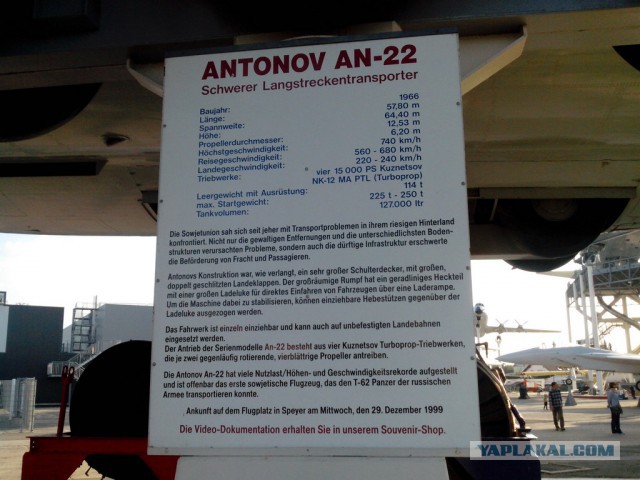 ANTONOV AN-22
Schwerer Langstreckentransporter
Baujahr: 1966
Länge: 57,80 m
Spannweite: 64,40 m
Höhe: 12,53 m
Propellerdurchmesser: 6,20 m
Höchstgeschwindigkeit: 740 km/h
Reisegeschwindigkeit: 560 - 680 km/h
Landegeschwindigkeit: 220 - 240 km/h
Triebwerke: vier 15 000 PS Kuznetsov
NK-12 MA PTL (Turboprop)
Leergewicht mit Ausrüstung: 114 t
max. Startgewicht: 225 t - 250 t
Tankvolumen: 127.000 ltr
Die Sowjetunion sah sich seit jeher mit Transportproblemen in ihrem riesigen Hinterland
konfrontiert. Nicht nur die gewaltigen Entfernungen und die unterschiedlichsten Boden-
strukturen verursachten Probleme, sondern auch die dürftige Infrastruktur erschwerte
die Beförderung von Fracht und Passagieren.
Antonovs Konstruktion war, wie verlangt, ein sehr großer Schulterdecker, mit großen,
doppelt geschlitzten Landeklappen. Der großräumige Rumpf hat ein geradliniges Heckteil
mit einer großen Ladeluke für direktes Einfahren von Fahrzeugen über eine Laderampe.
Um die Maschine dabei zu stabilisieren, können einziehbare Hebestützen gegenüber der
Ladeluke ausgezogen werden.
Das Fahrwerk ist einzeln einziehbar und kann auch auf unbefestigten Landebahnen
eingesetzt werden.
Der Antrieb der Serienmodelle An-22 besteht aus vier Kuznetsov Turboprop-Triebwerken,
die je zwei gegenläufig rotierende, vierblättrige Propeller antreiben.
Die Antonov An-22 hat viele Nutzlast/Höhen- und Geschwindigkeitsrekorde aufgestellt
und ist offenbar das erste sowjetische Flugzeug, das den T-62 Panzer der russischen
Armee transportieren konnte.
Ankunft auf dem Flugplatz in Speyer am Mittwoch, den 29. Dezember 1999
Die Video-Dokumentation erhalten Sie in unserem Souvenir-Shop.
YAPLAKAL.COM